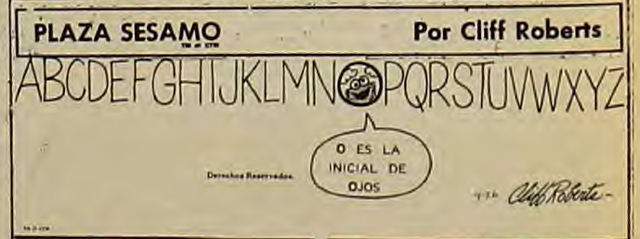 PLAZA SESAMO
Por Cliff Roberts
ABCDEFGHIJKLMN PQRSTUVWXYZ
O ES LA
INICIAL DE
OJOS
Derechos Reservados.
Cliff Roberts